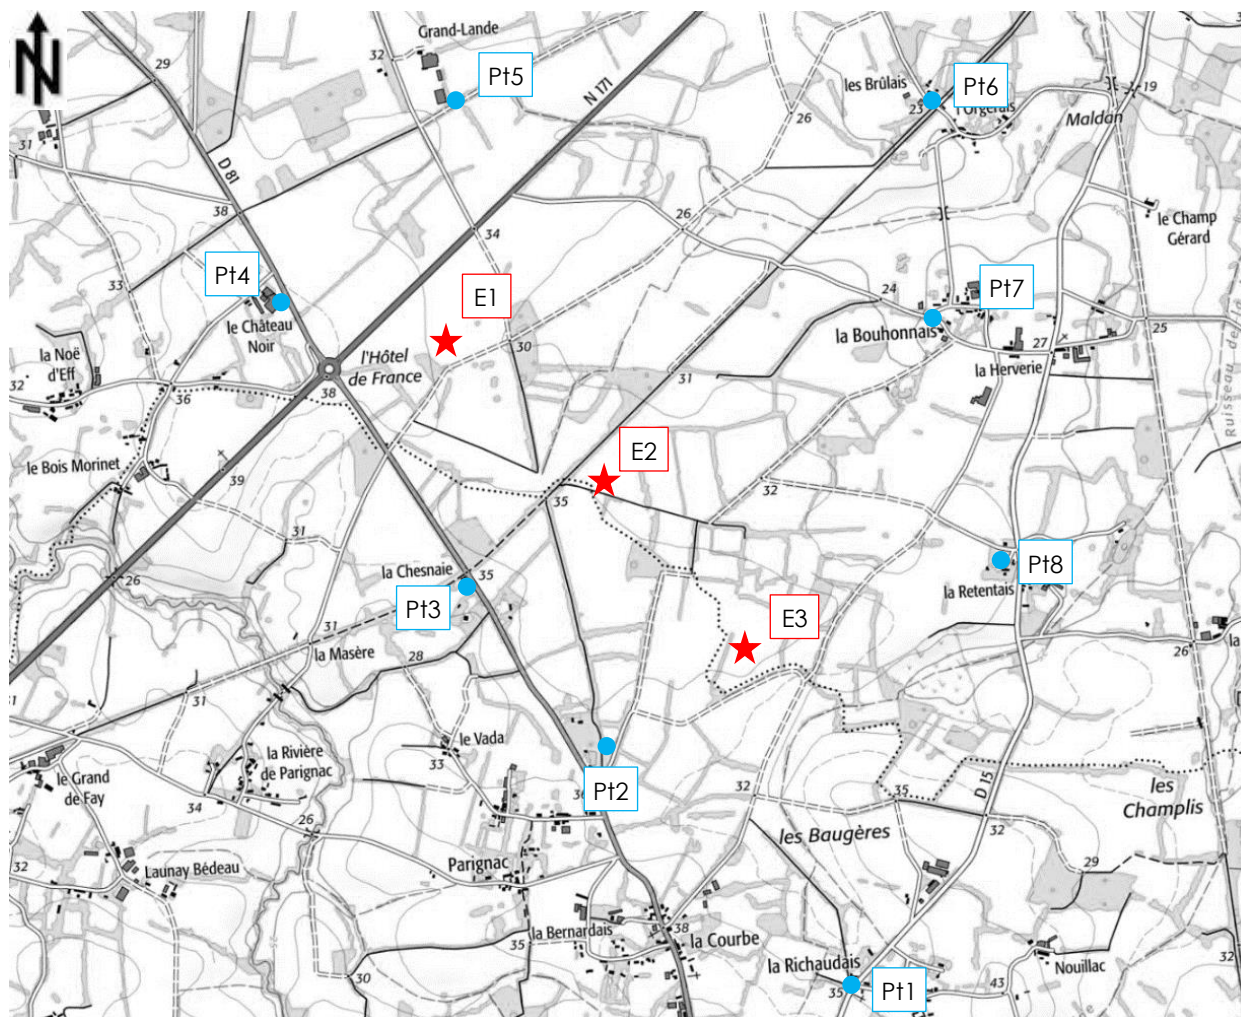 N
Grand-Lande
32
29
Pt5
N 171
les Brûlais
Pt6
23
l'Orgerais
19
Maldan
26
31
D 81
38
le Champ
Gérard
34
26
Pt4
33
E1
24
Pt7
le Château
Noir
la Bouhonnais
25
la Noë
d'Eff
l'Hôtel
de France
30
27
la Herverie
32
36
38
31
Ruisseau de
E2
le Bois Morinet
39
35
32
31
la Chesnaie
35
26
Pt3
la Retentais
Pt8
E3
31
la Masère
28
26
la
31
la Rivière
de Parignac
le Vada
33
le Grand
de Fay
34
36
Pt2
32
35
D 15
les
Champlis
26
les Baugères
32
32
Launay Bédeau
Parignac
29
la Bernardais
38
la Courbe
35
30
la Richaudais
35
Pt1
43
Nouillac
32